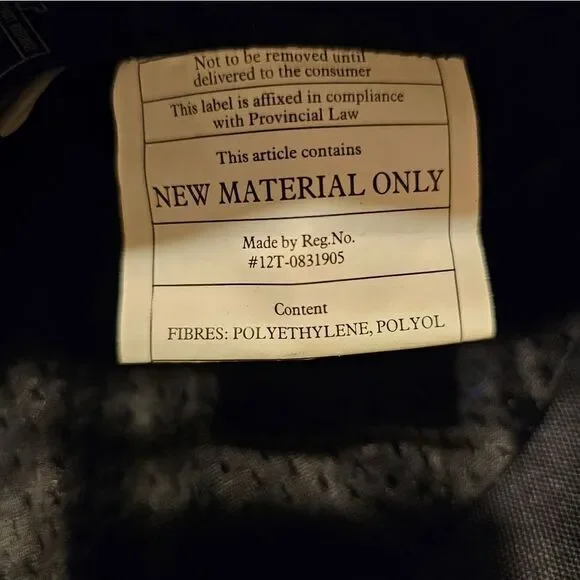 Not to be removed until
delivered to the consumer
This label is affixed in compliance
with Provincial Law
This article contains
NEW MATERIAL ONLY
Made by Reg.No.
#12T-0831905
Content
FIBRES: POLYETHYLENE, POLYOL